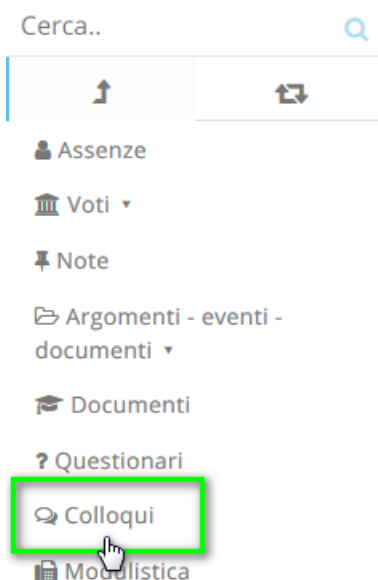 Cerca..
Assenze
Voti
Note
Argomenti - eventi -
documenti
Documenti
? Questionari
Colloqui
Modulistica